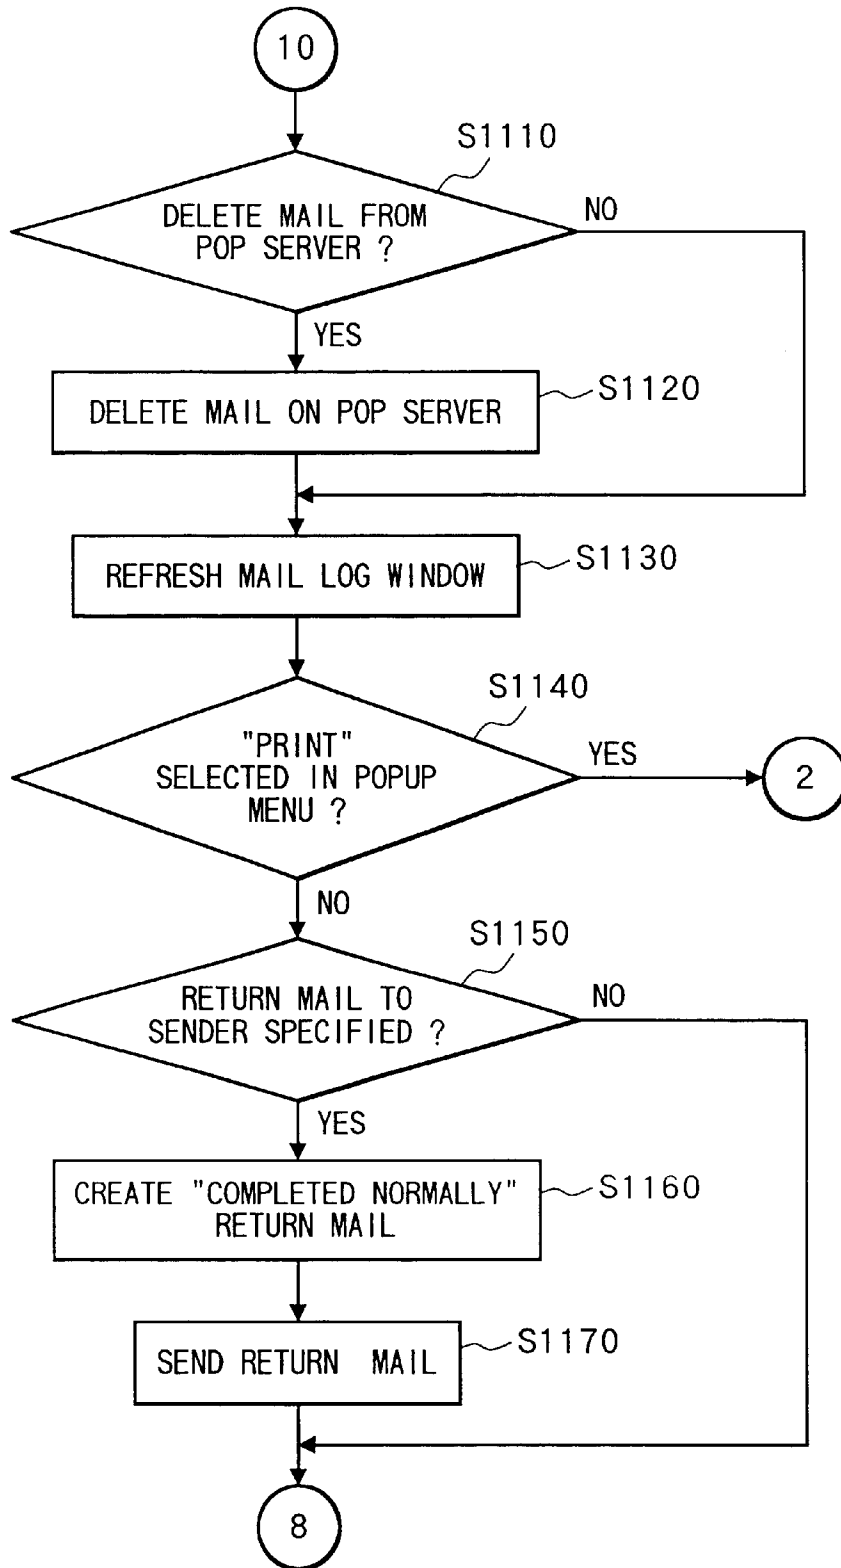 10
S1110
DELETE MAIL FROM
POP SERVER ?
NO
YES
DELETE MAIL ON POP SERVER
S1120
REFRESH MAIL LOG WINDOW
S1130
S1140
"PRINT"
SELECTED IN POPUP
MENU ?
YES
2
NO
S1150
RETURN MAIL TO
SENDER SPECIFIED ?
NO
YES
CREATE "COMPLETED NORMALLY"
RETURN MAIL
S1160
SEND RETURN MAIL
S1170
8